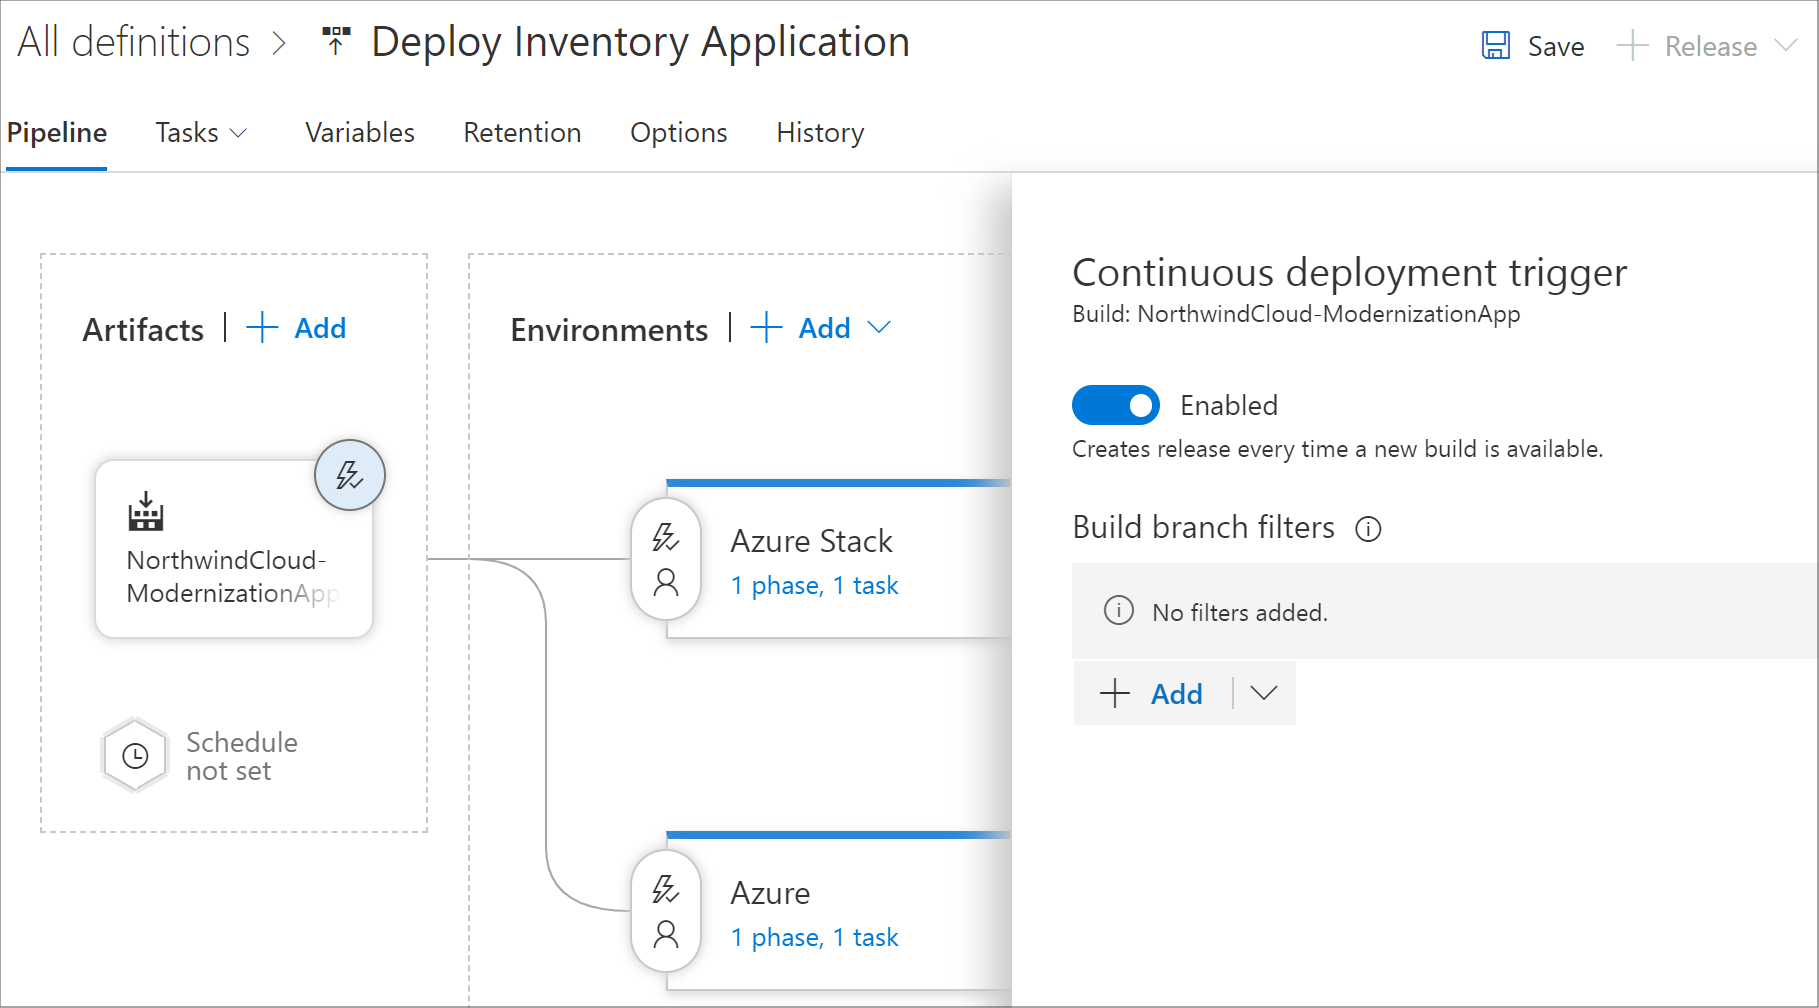 All definitions > Deploy Inventory Application
Save
Release
Pipeline
Tasks
Variables
Retention
Options
History
Artifacts | + Add
Environments | + Add
NorthwindCloud-
ModernizationApp
Schedule
not set
Azure Stack
1 phase, 1 task
Azure
1 phase, 1 task
Continuous deployment trigger
Build: NorthwindCloud-ModernizationApp
Enabled
Creates release every time a new build is available.
Build branch filters
No filters added.
+ Add